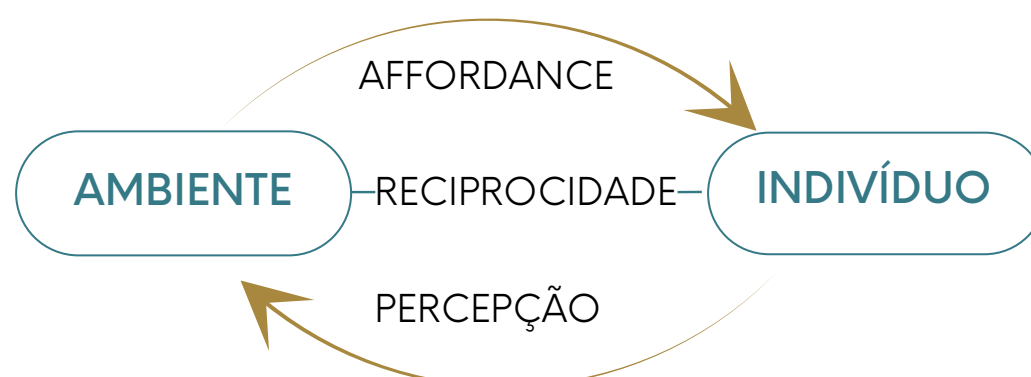 AFFORDANCE
AMBIENTE
RECIPROCIDADE
INDIVÍDUO
PERCEPÇÃO